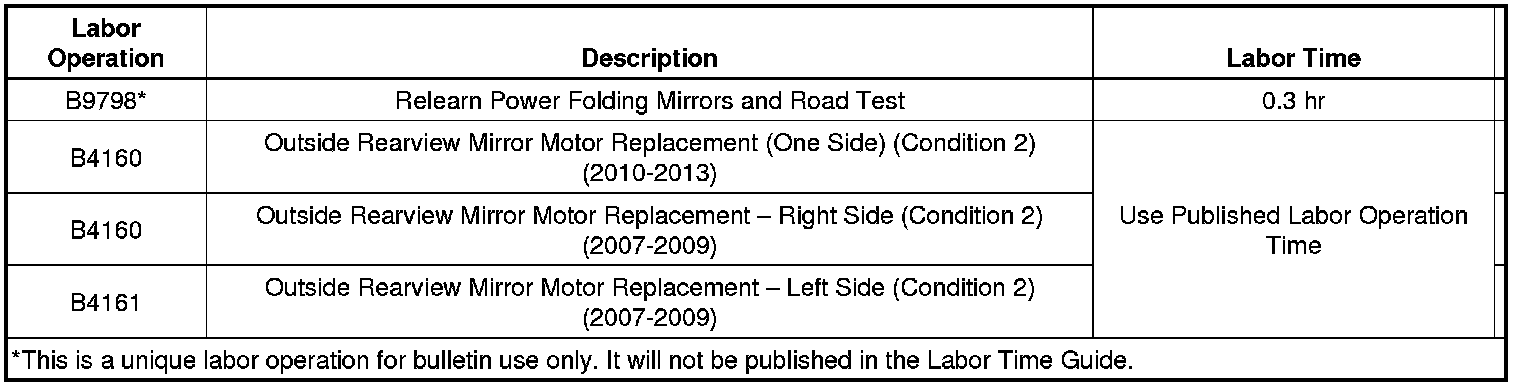 Labor
Operation
Description
Labor Time
B9798*
Relearn Power Folding Mirrors and Road Test
0.3 hr
B4160
Outside Rearview Mirror Motor Replacement (One Side) (Condition 2)
(2010-2013)
Use Published Labor Operation
Time
B4160
Outside Rearview Mirror Motor Replacement – Right Side (Condition 2)
(2007-2009)
B4161
Outside Rearview Mirror Motor Replacement – Left Side (Condition 2)
(2007-2009)
*This is a unique labor operation for bulletin use only. It will not be published in the Labor Time Guide.